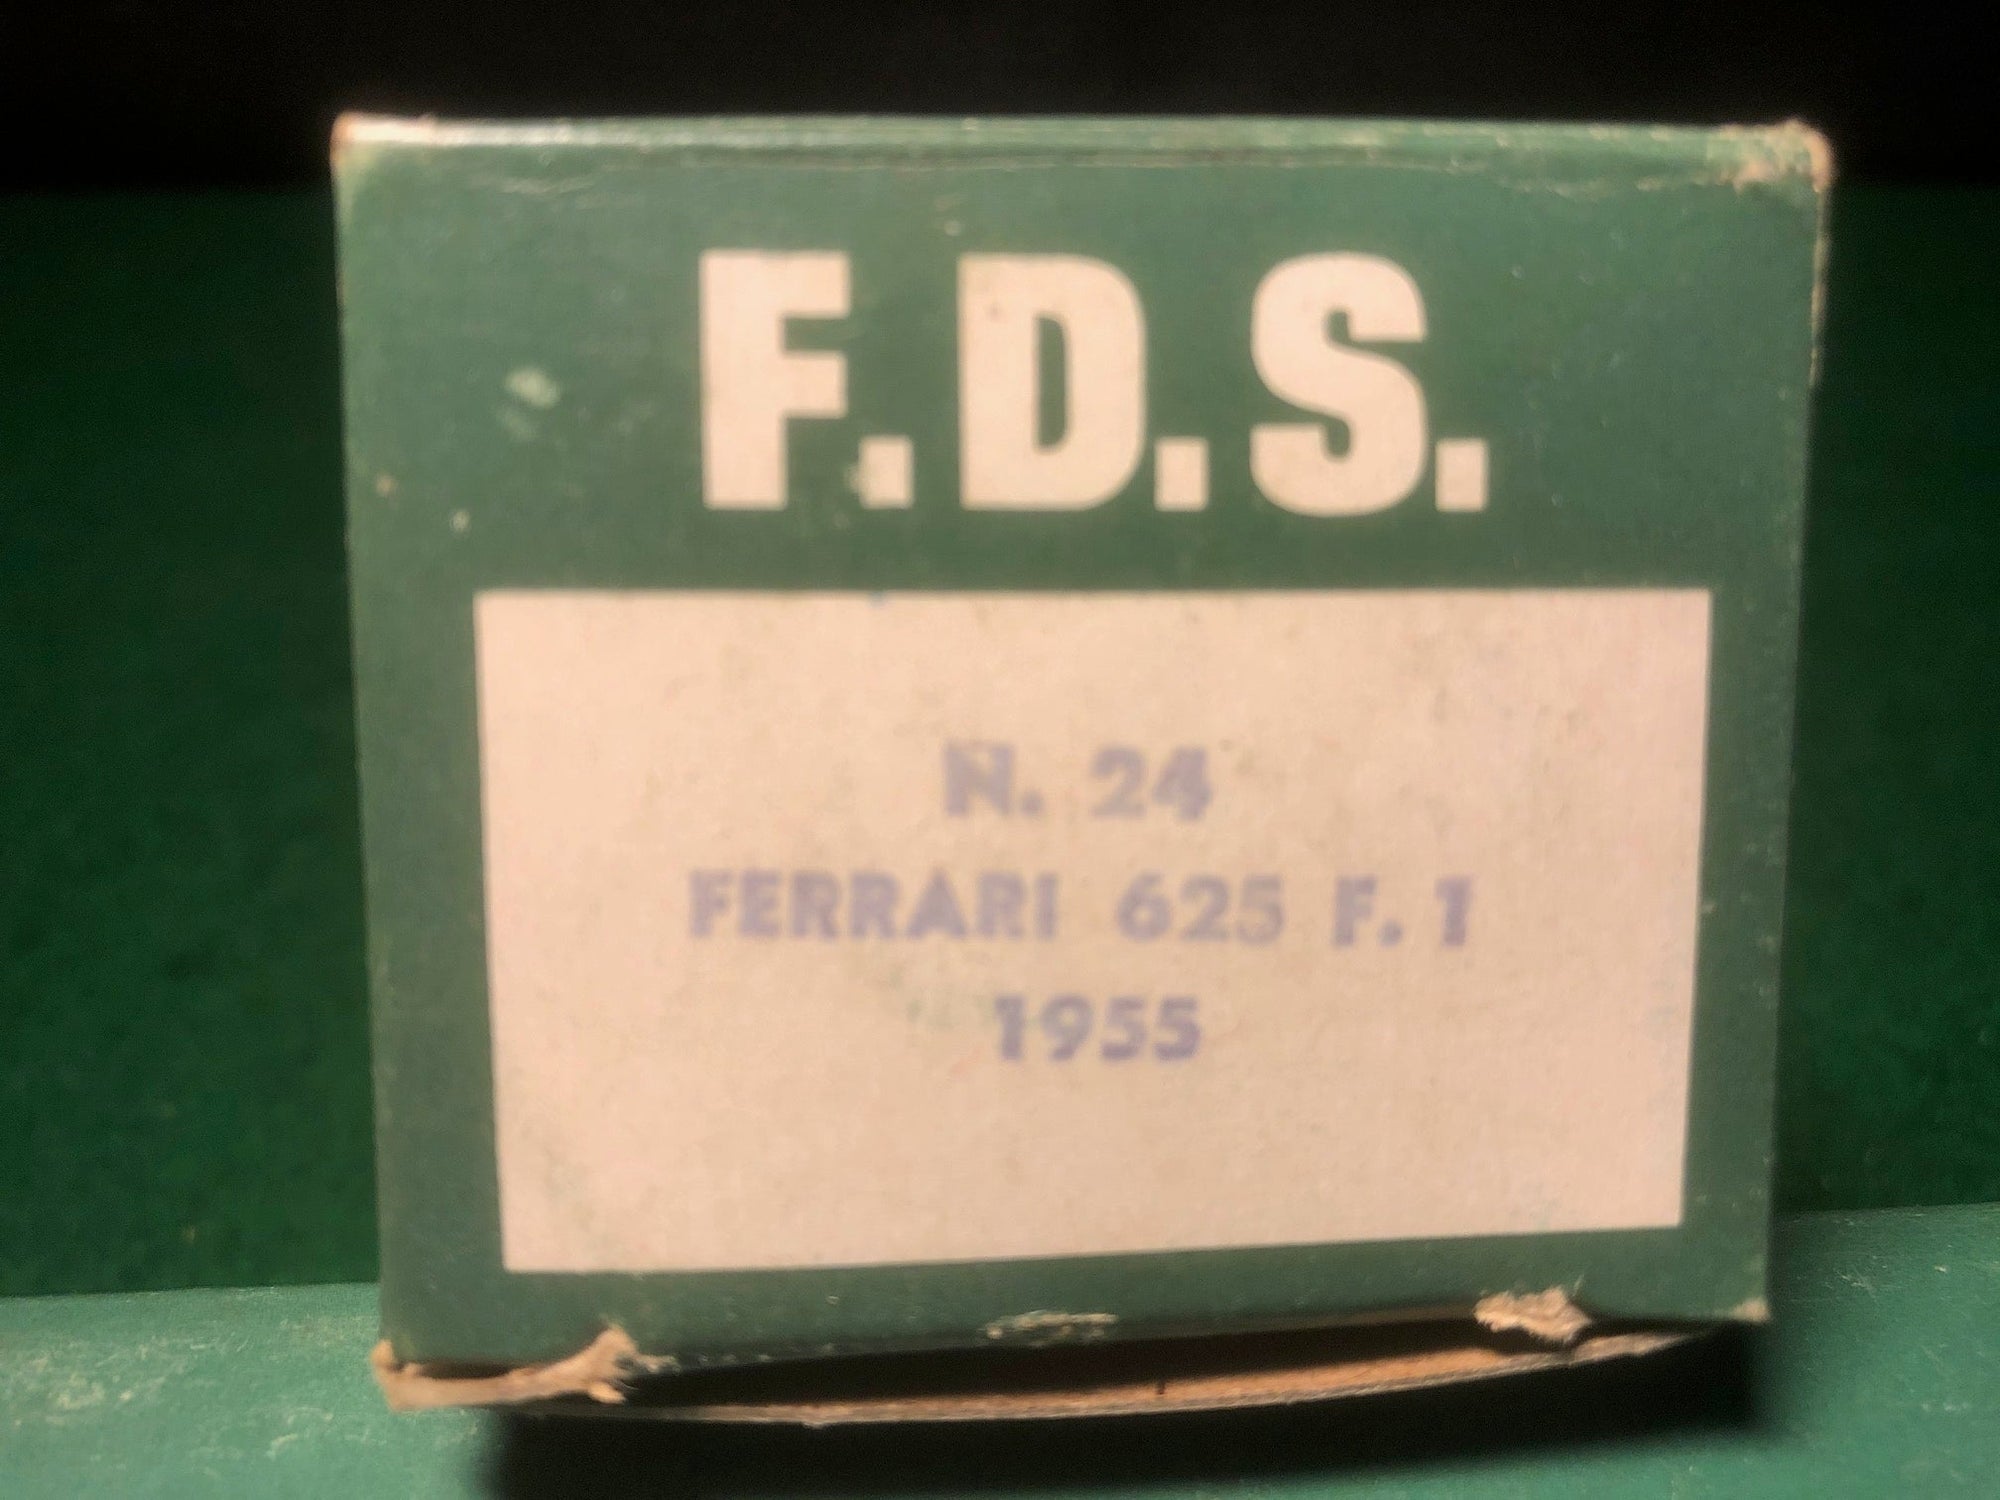 F.D.S.
N. 24
FERRARI 625 F. 1
1955